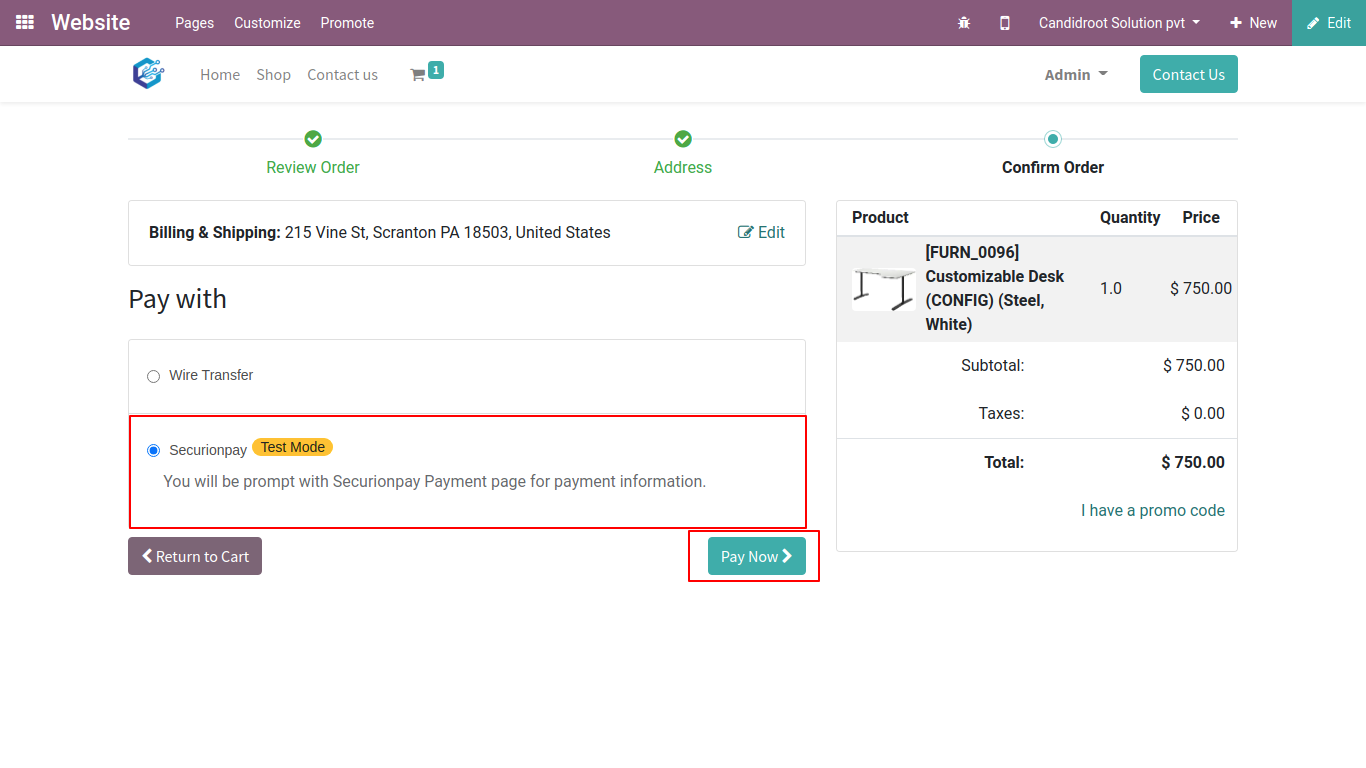 Website Pages Customize Promote Candidroot Solution pvt New Edit
Home Shop Contact us 1 Admin Contact Us
Review Order Address Confirm Order
Billing & Shipping: 215 Vine St, Scranton PA 18503, United States Edit
Pay with
Wire Transfer
Securionpay Test Mode
You will be prompt with Securionpay Payment page for payment information.
Return to Cart Pay Now
Product Quantity Price
[FURN_0096]
Customizable Desk
(CONFIG) (Steel,
White)
1.0 $ 750.00
Subtotal: $ 750.00
Taxes: $ 0.00
Total: $ 750.00
I have a promo code